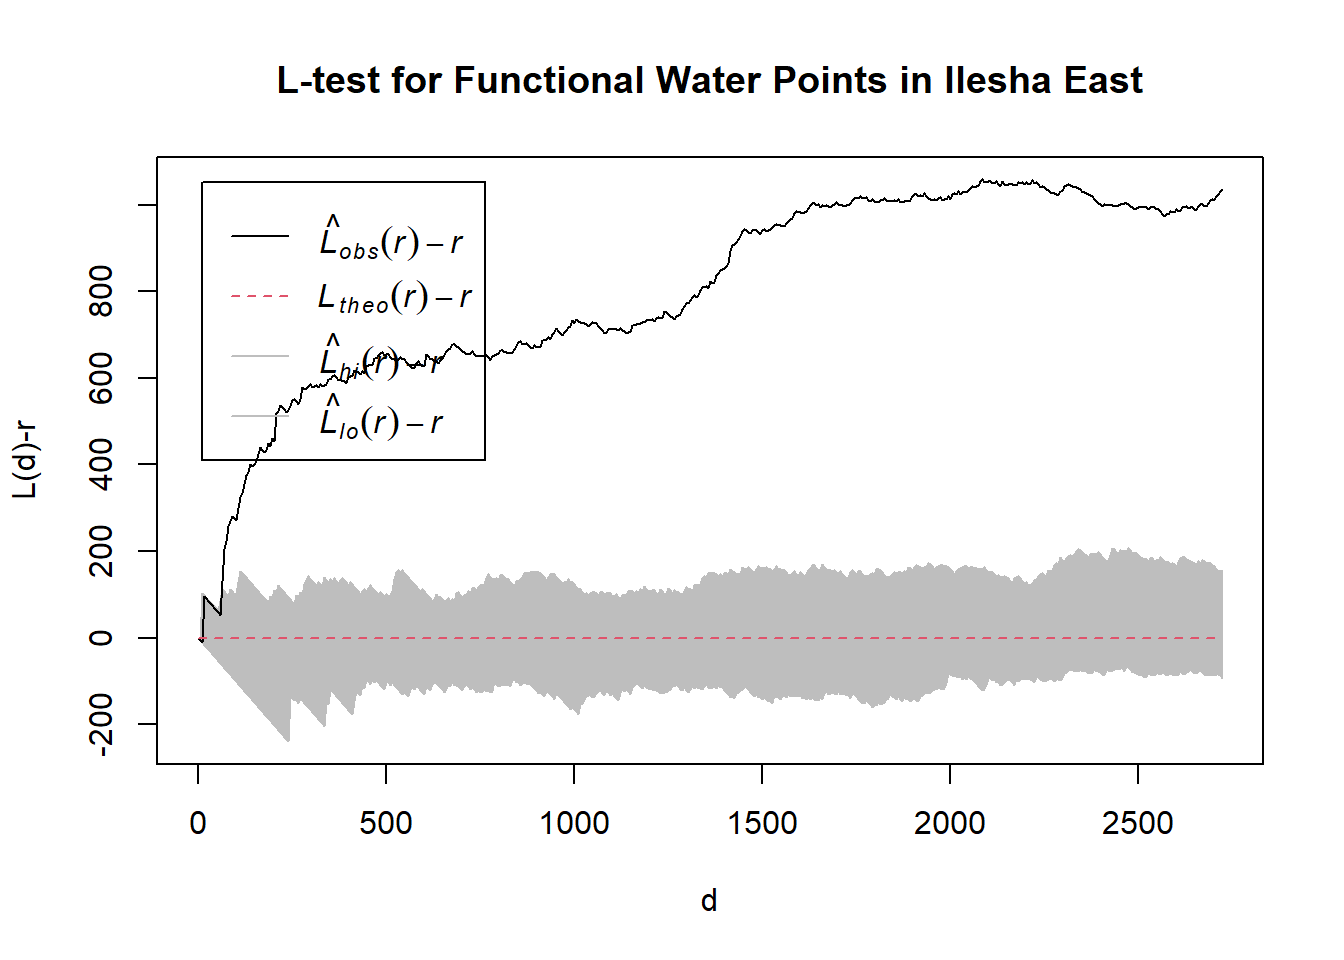 L-test for Functional Water Points in Ilesha East
L̂obs(r) − r
Ltheo(r) − r
L̂hi(r) − r
L̂lo(r) − r
L(d)-r
800
600
400
200
0
-200
0 500 1000 1500 2000 2500
d